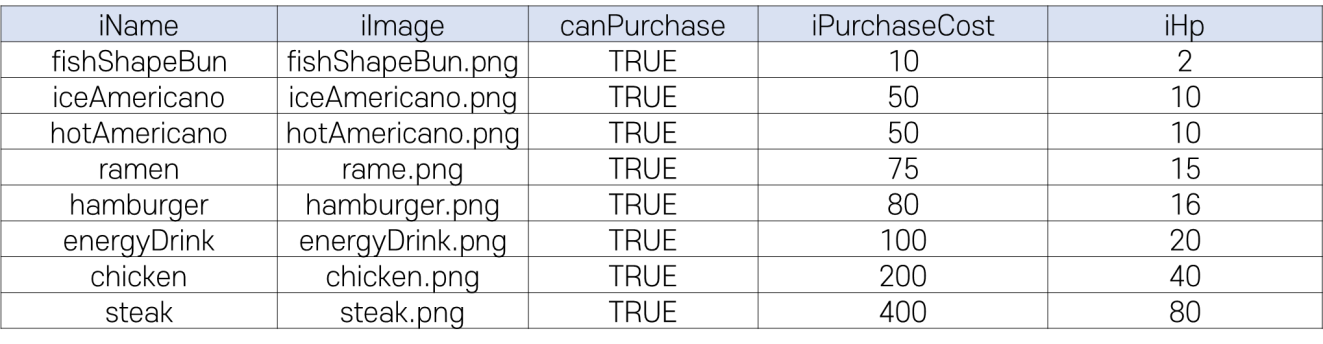 iName iImage canPurchase iPurchaseCost iHp
fishShapeBun fishShapeBun.png TRUE 10 2
iceAmericano iceAmericano.png TRUE 50 10
hotAmericano hotAmericano.png TRUE 50 10
ramen rame.png TRUE 75 15
hamburger hamburger.png TRUE 80 16
energyDrink energyDrink.png TRUE 100 20
chicken chicken.png TRUE 200 40
steak steak.png TRUE 400 80